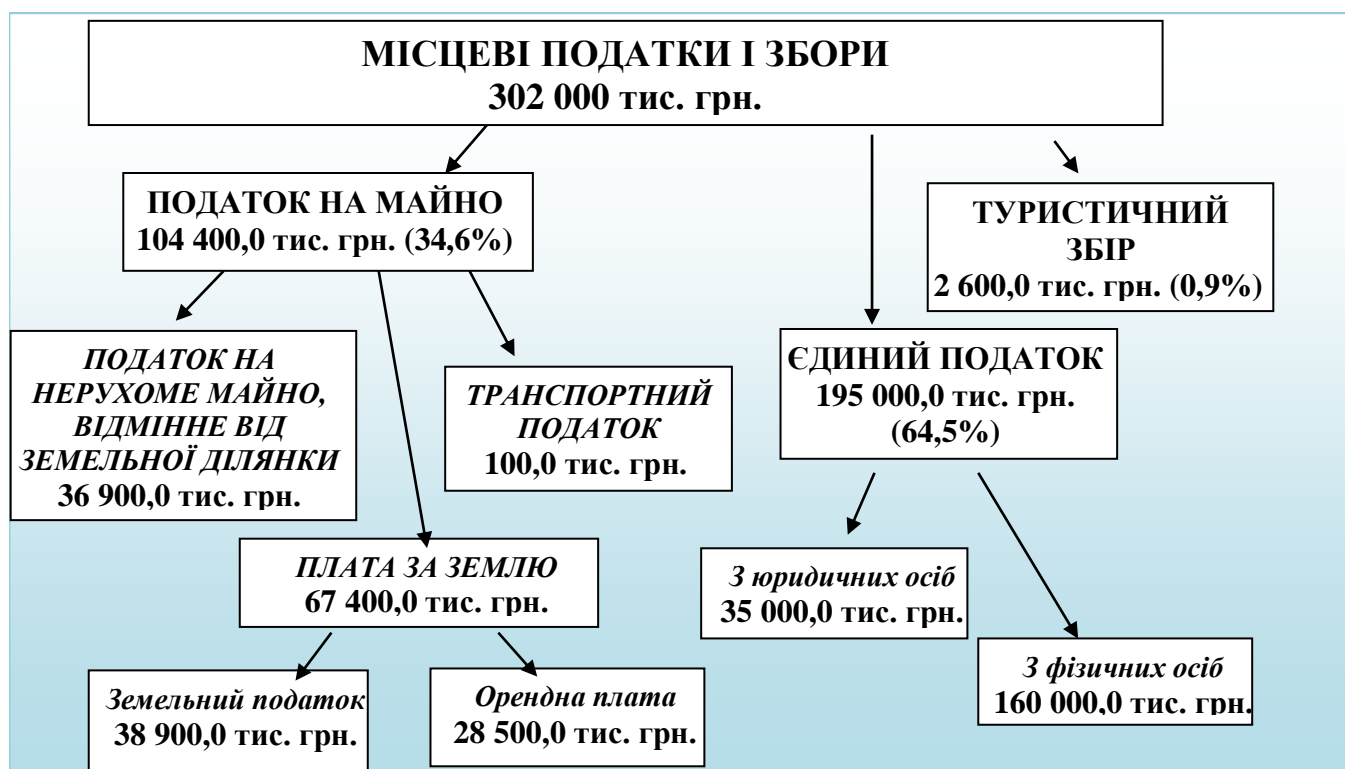 МІСЦЕВІ ПОДАТКИ І ЗБОРИ
302 000 тис. грн.
ПОДАТОК НА МАЙНО
104 400,0 тис. грн. (34,6%)
ТУРИСТИЧНИЙ
ЗБІР
2 600,0 тис. грн. (0,9%)
ПОДАТОК НА
НЕРУХОМЕ МАЙНО,
ВІДМІННЕ ВІД
ЗЕМЕЛЬНОЇ ДІЛЯНКИ
36 900,0 тис. грн.
ТРАНСПОРТНИЙ
ПОДАТОК
100,0 тис. грн.
ЄДИНИЙ ПОДАТОК
195 000,0 тис. грн.
(64,5%)
ПЛАТА ЗА ЗЕМЛЮ
67 400,0 тис. грн.
З юридичних осіб
35 000,0 тис. грн.
З фізичних осіб
160 000,0 тис. грн.
Земельний податок
38 900,0 тис. грн.
Орендна плата
28 500,0 тис. грн.